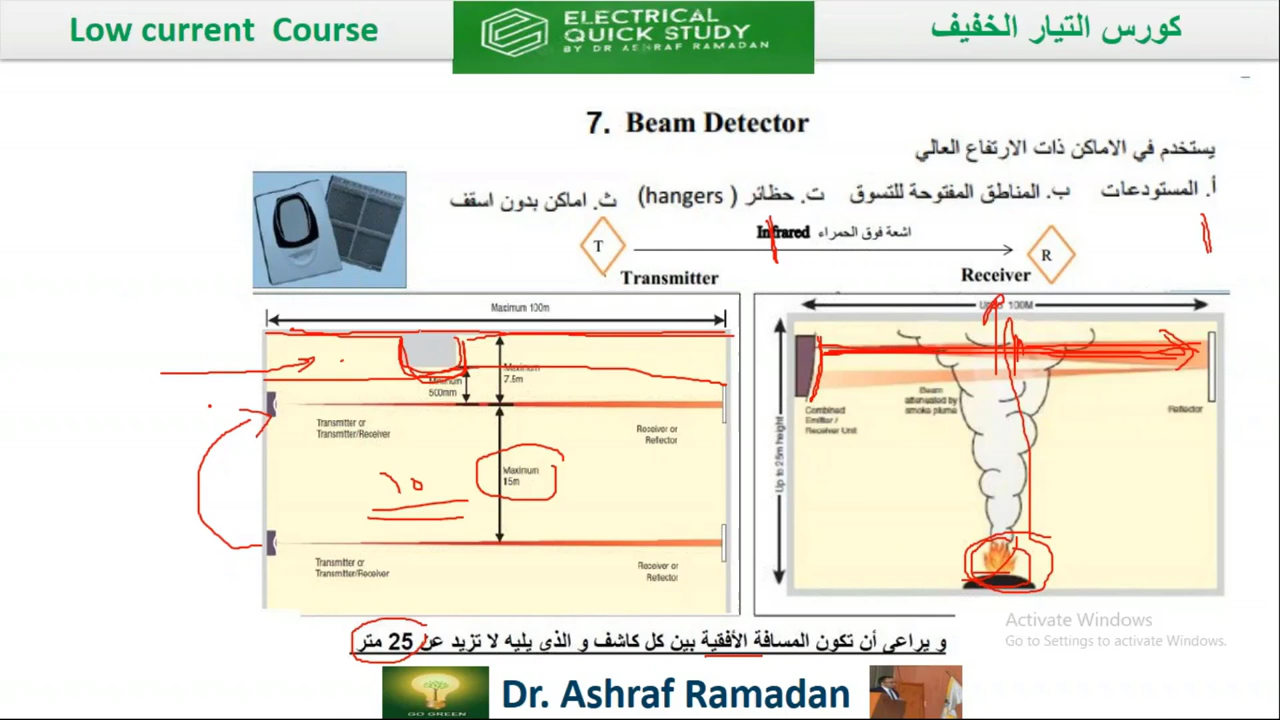 Low current Course
ELECTRICAL
QUICK STUDY
BY DR ASHRAF RAMADAN
كورس التيار الخفيف
7. Beam Detector
يستخدم في الاماكن ذات الارتفاع العالي
أ. المستودعات ب. المناطق المفتوحة للتسوق ت. حظائر ( hangers) ث. اماكن بدون اسقف
Infrared اشعة فوق الحمراء
T
R
Transmitter
Receiver
Maximum 100m
Maximum
7.5m
Minimum
500mm
Transmitter or
Transmitter/Receiver
Receiver or
Reflector
Maximum
15m
١٥
Transmitter or
Transmitter/Receiver
Receiver or
Reflector
Up to 100M
Up to 25m height
Combined
Emitter /
Receiver Unit
Beam
attenuated by
smoke plume
Reflector
و يراعى أن تكون المسافة الأفقية بين كل كاشف و الذى يليه لا تزيد عن 25 متر
Activate Windows
Go to Settings to activate Windows.
GO GREEN
Dr. Ashraf Ramadan